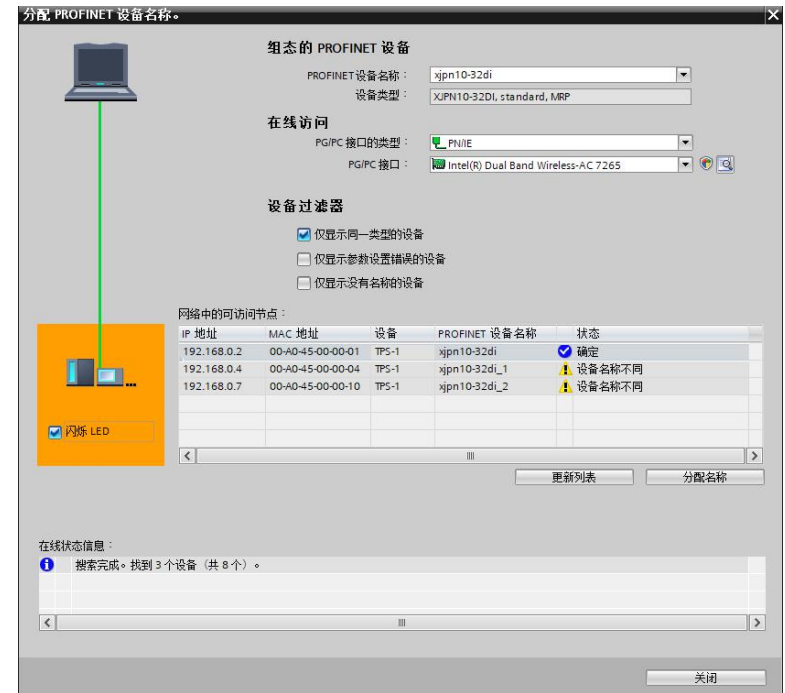 分配 PROFINET 设备名称。
组态的 PROFINET 设备
PROFINET设备名称： xjpn10-32di
设备类型： XJPN10-32DI, standard, MRP
在线访问
PG/PC 接口的类型： PN/IE
PG/PC 接口： Intel(R) Dual Band Wireless-AC 7265
设备过滤器
仅显示同一类型的设备
仅显示参数设置错误的设备
仅显示没有名称的设备
网络中的可访问节点：
IP 地址 MAC 地址 设备 PROFINET 设备名称 状态
192.168.0.2 00-A0-45-00-00-01 TPS-1 xjpn10-32di 确定
192.168.0.4 00-A0-45-00-00-04 TPS-1 xjpn10-32di_1 设备名称不同
192.168.0.7 00-A0-45-00-00-10 TPS-1 xjpn10-32di_2 设备名称不同
闪烁 LED
更新列表 分配名称
在线状态信息：
搜索完成。找到 3 个设备（共 8 个）。
关闭